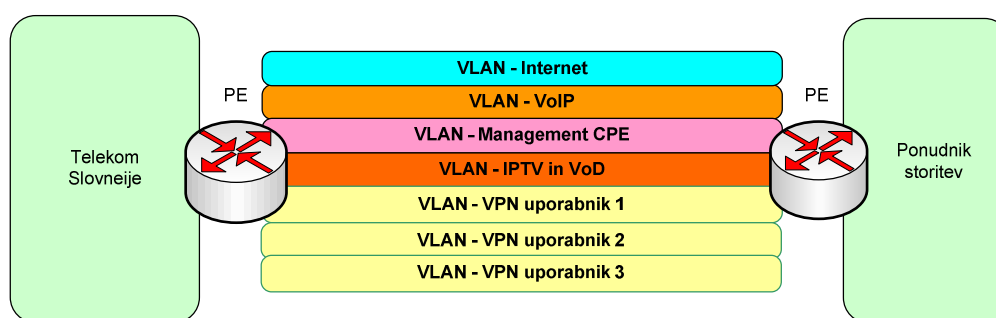 VLAN - Internet
PE
PE
VLAN - VoIP
VLAN - Management CPE
Telekom
Slovneije
VLAN - IPTV in VoD
Ponudnik
storitev
VLAN - VPN uporabnik 1
VLAN - VPN uporabnik 2
VLAN - VPN uporabnik 3